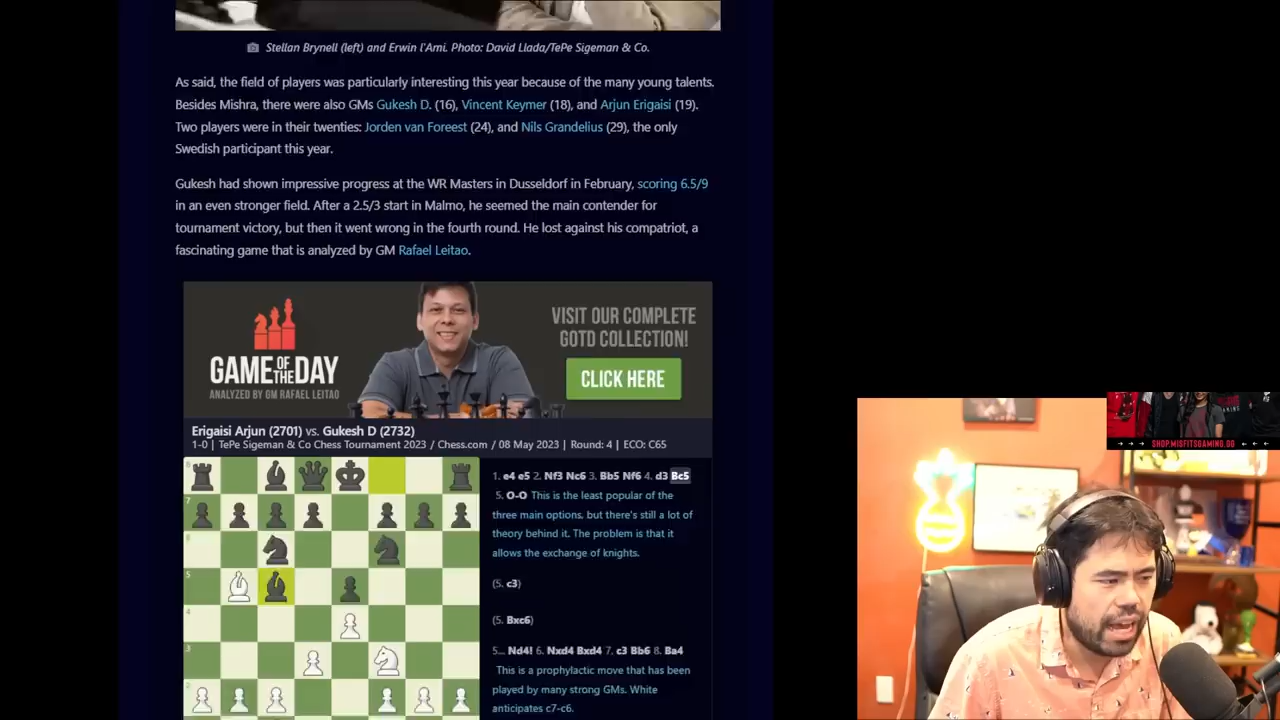 Stellan Brynell (left) and Erwin l'Ami. Photo: David Llada/TePe Sigeman & Co.
As said, the field of players was particularly interesting this year because of the many young talents.
Besides Mishra, there were also GMs Gukesh D. (16), Vincent Keymer (18), and Arjun Erigaisi (19).
Two players were in their twenties: Jorden van Foreest (24), and Nils Grandelius (29), the only
Swedish participant this year.
Gukesh had shown impressive progress at the WR Masters in Dusseldorf in February, scoring 6.5/9
in an even stronger field. After a 2.5/3 start in Malmo, he seemed the main contender for
tournament victory, but then it went wrong in the fourth round. He lost against his compatriot, a
fascinating game that is analyzed by GM Rafael Leitao.
GAME OF THE DAY
ANALYZED BY GM RAFAEL LEITAO
VISIT OUR COMPLETE
GOTD COLLECTION!
CLICK HERE
Erigaisi Arjun (2701) vs. Gukesh D (2732)
1-0 | TePe Sigeman & Co Chess Tournament 2023 / Chess.com / 08 May 2023 | Round: 4 | ECO: C65
8
7
6
5
4
3
2
1. e4 e5 2. Nf3 Nc6 3. Bb5 Nf6 4. d3 Bc5
5. O-O This is the least popular of the
three main options, but there's still a lot of
theory behind it. The problem is that it
allows the exchange of knights.
(5. c3)
(5. Bxc6)
5... Nd4! 6. Nxd4 Bxd4 7. c3 Bb6 8. Ba4
This is a prophylactic move that has been
played by many strong GMs. White
anticipates c7-c6.
SHOP.MISFITSGAMING.GG